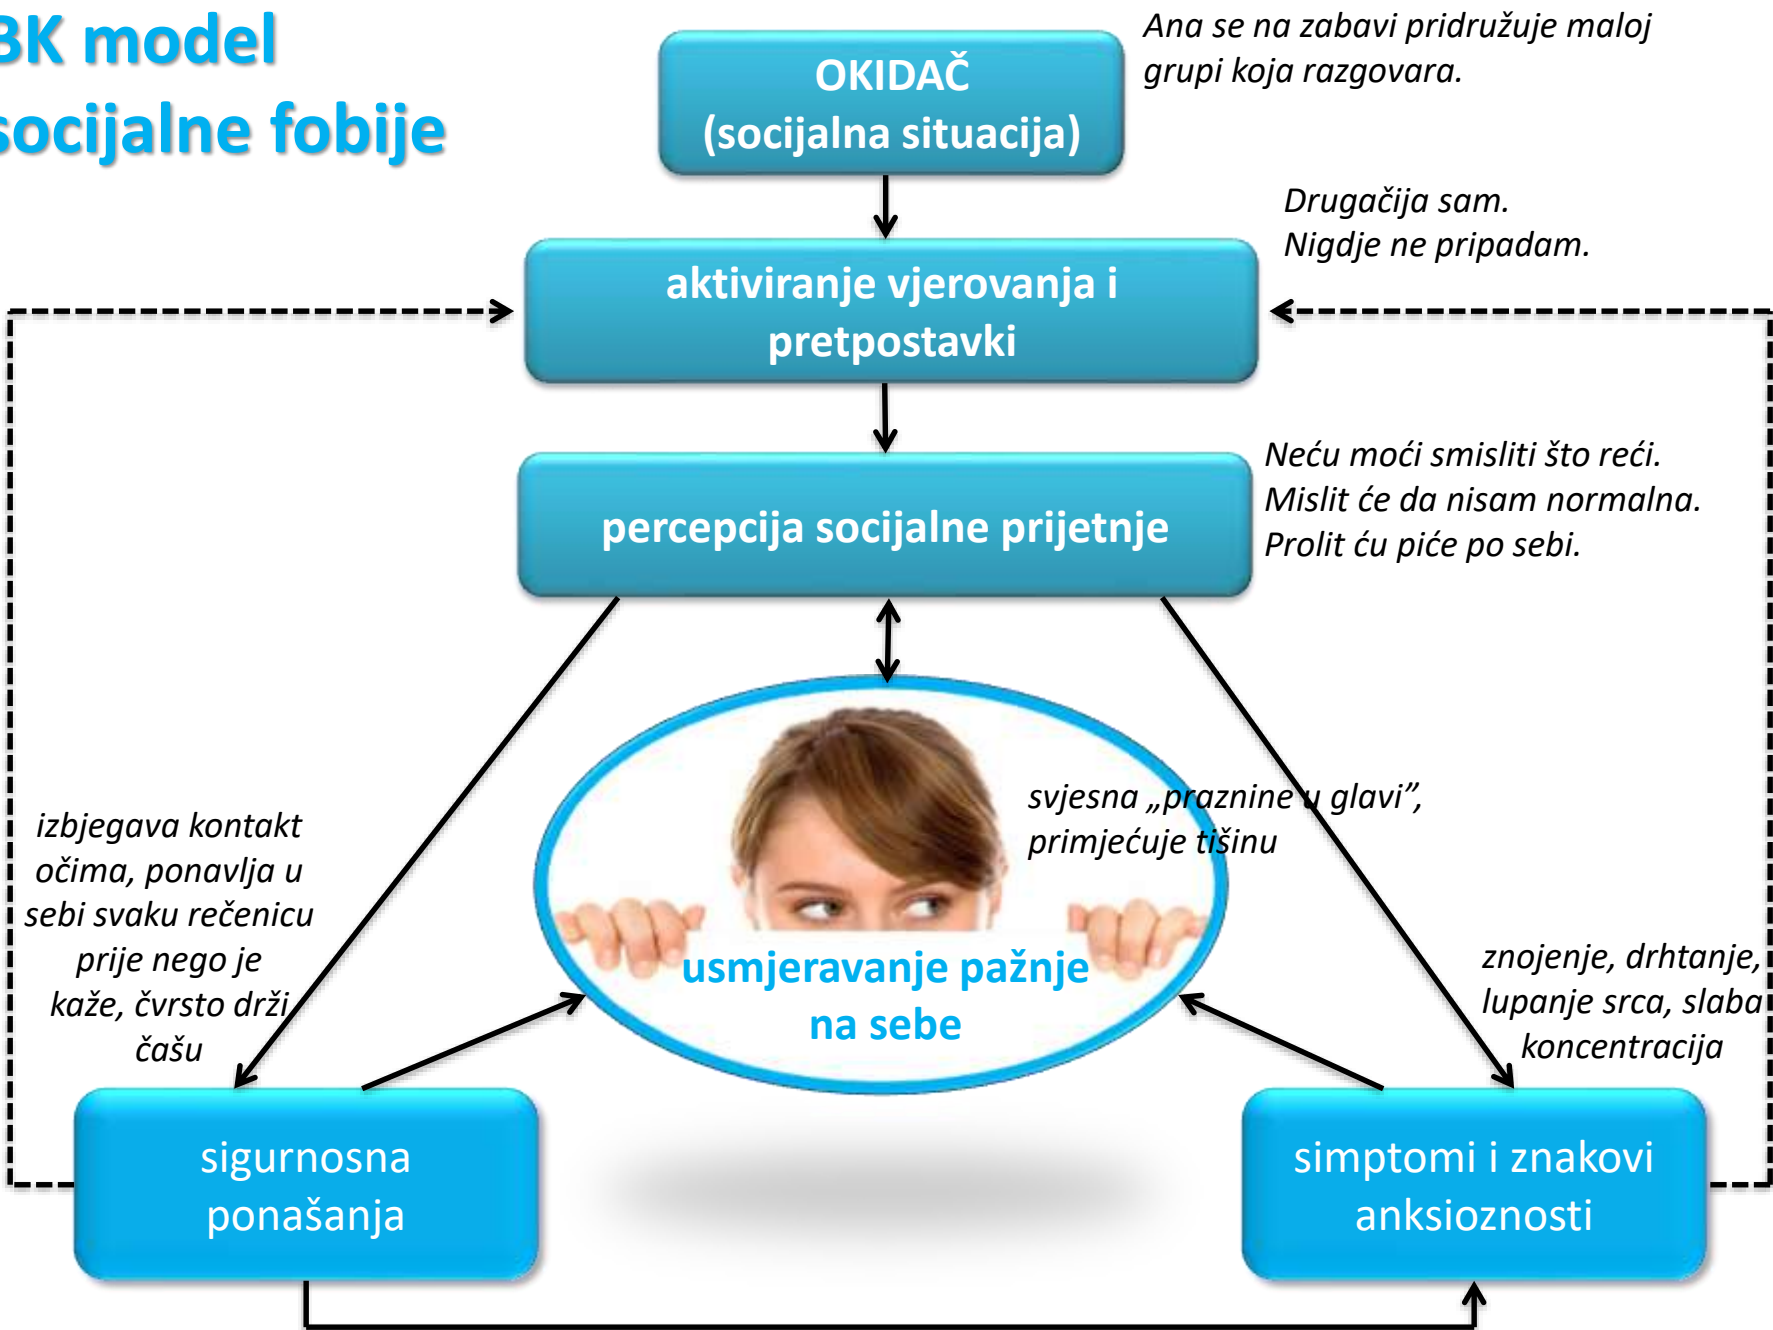 BK model
socijalne fobije
Ana se na zabavi pridružuje maloj
grupi koja razgovara.
OKIDAČ
(socijalna situacija)
Drugačija sam.
Nigdje ne pripadam.
aktiviranje vjerovanja i
pretpostavki
Neću moći smisliti što reći.
Mislit će da nisam normalna.
Prolit ću piće po sebi.
percepcija socijalne prijetnje
svjesna „praznine u glavi”,
primjećuje tišinu
izbjegava kontakt
očima, ponavlja u
sebi svaku rečenicu
prije nego je
kaže, čvrsto drži
čašu
usmjeravanje pažnje
na sebe
znojenje, drhtanje,
lupanje srca, slaba
koncentracija
sigurnosna
ponašanja
simptomi i znakovi
anksioznosti